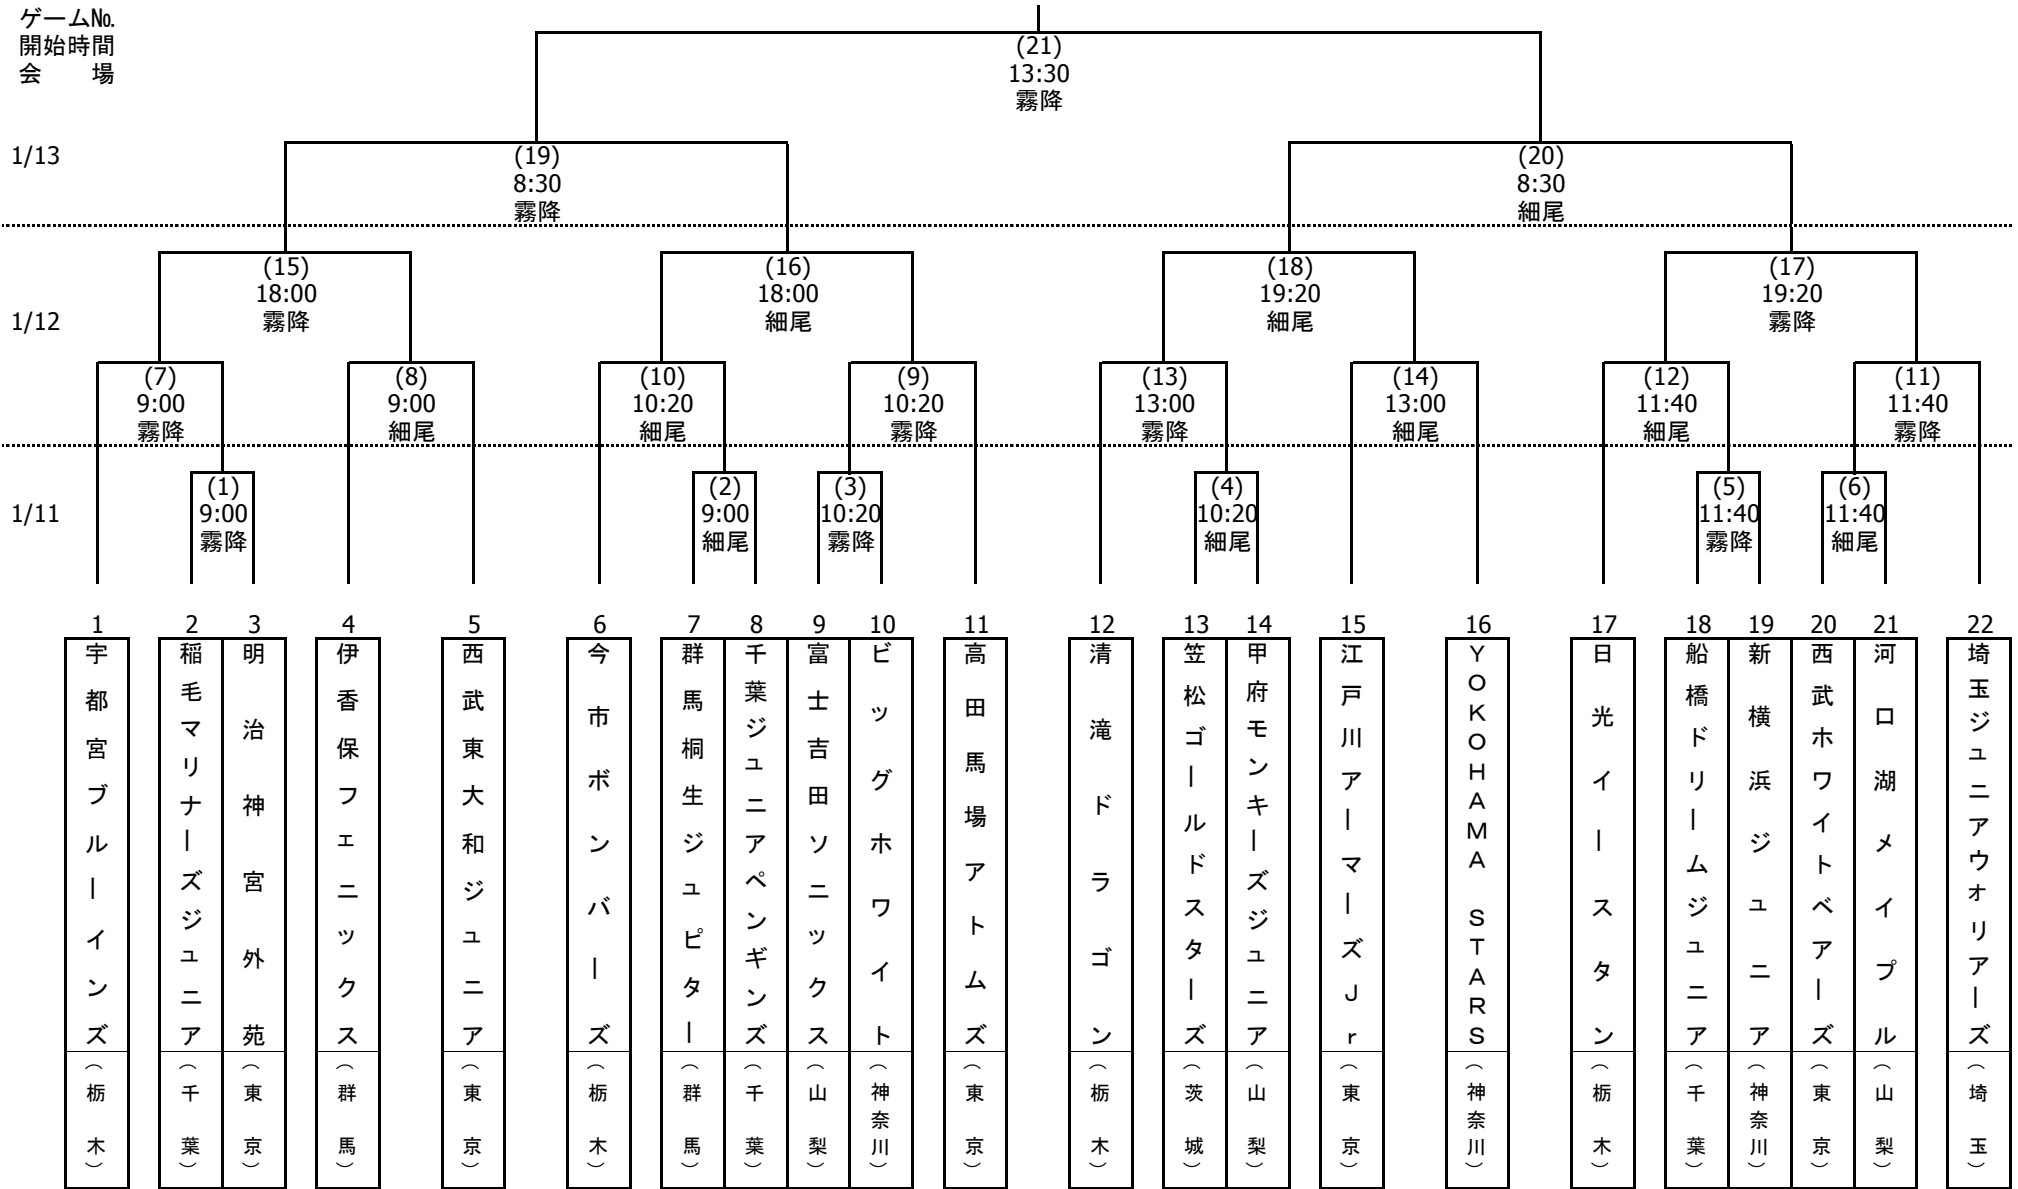 ゲームNo.
開始時間
会　　場
(21)
13:30
霧降
1/13
(19)
8:30
霧降
(20)
8:30
細尾
1/12
(15)
18:00
霧降
(16)
18:00
細尾
(18)
19:20
細尾
(17)
19:20
霧降
(7)
9:00
霧降
(8)
9:00
細尾
(10)
10:20
細尾
(9)
10:20
霧降
(13)
13:00
霧降
(14)
13:00
細尾
(12)
11:40
細尾
(11)
11:40
霧降
1/11
(1)
9:00
霧降
(2)
9:00
細尾
(3)
10:20
霧降
(4)
10:20
細尾
(5)
11:40
霧降
(6)
11:40
細尾
1
宇都宮ブルーインズ
（栃木）
2
稲毛マリナーズジュニア
（千葉）
3
明治神宮外苑
（東京）
4
伊香保フェニックス
（群馬）
5
西武東大和ジュニア
（東京）
6
今市ボンバーズ
（栃木）
7
群馬桐生ジュピター
（群馬）
8
千葉ジュニアペンギンズ
（千葉）
9
富士吉田ソニックス
（山梨）
10
ビッグホワイト
（神奈川）
11
高田馬場アトムズ
（東京）
12
清滝ドラゴン
（栃木）
13
笠松ゴールドスターズ
（茨城）
14
甲府モンキーズジュニア
（山梨）
15
江戸川アーマーズJr
（東京）
16
YOKOHAMA STARS
（神奈川）
17
日光イースタン
（栃木）
18
船橋ドリームジュニア
（千葉）
19
新横浜ジュニア
（神奈川）
20
西武ホワイトベアーズ
（東京）
21
河口湖メイプル
（山梨）
22
埼玉ジュニアウォリアーズ
（埼玉）